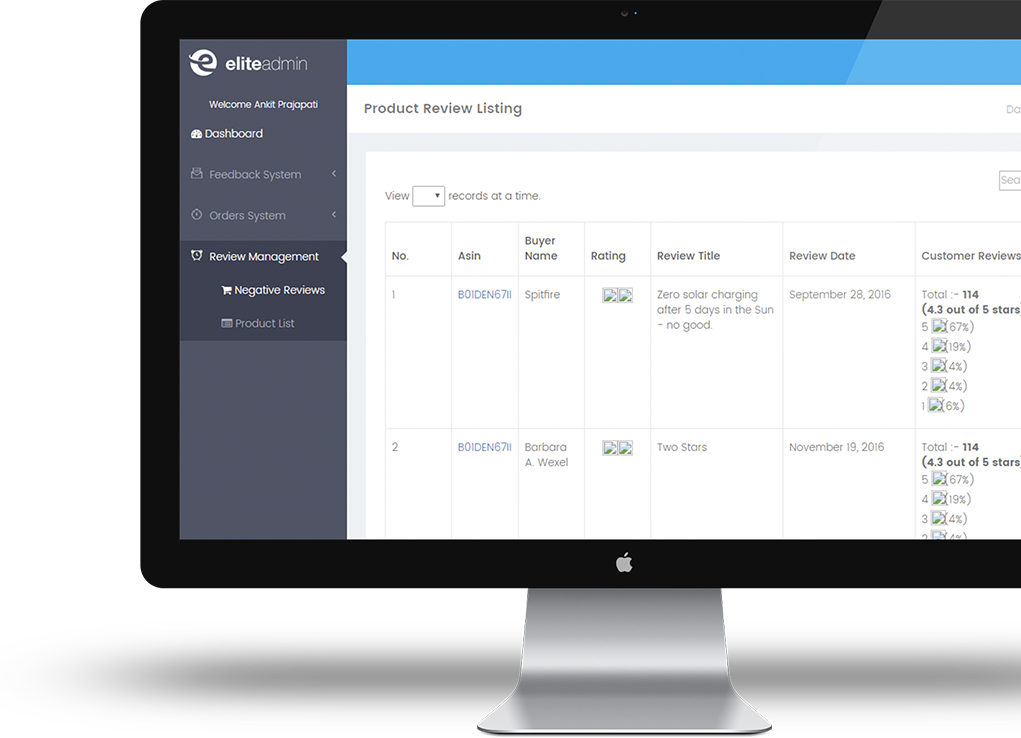 eliteadmin
Welcome Ankit Prajapati
Dashboard
Feedback System
Orders System
Review Management
Negative Reviews
Product List
Product Review Listing
Da
Sea
View
records at a time.
No.
Asin
Buyer
Name
Rating
Review Title
Review Date
Customer Reviews
1
B01DEN67II
Spitfire
Zero solar charging
after 5 days in the Sun
- no good.
September 28, 2016
Total :- 114
(4.3 out of 5 stars)
5 (67%)
4 (19%)
3 (4%)
2 (4%)
1 (6%)
2
B01DEN67II
Barbara
A. Wexel
Two Stars
November 19, 2016
Total :- 114
(4.3 out of 5 stars)
5 (67%)
4 (19%)
3 (4%)
2 (4%)